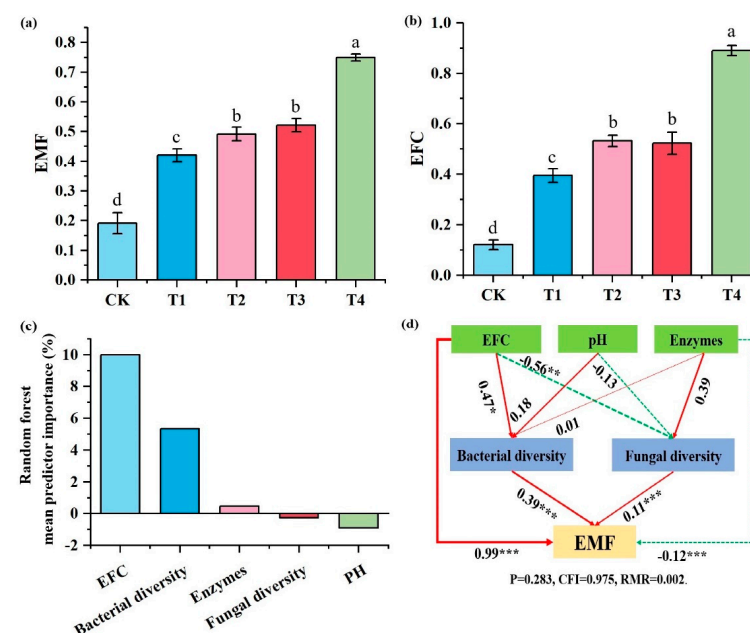 (a)
EMF
0.8
0.7
0.6
0.5
0.4
0.3
0.2
0.1
0.0
d
c
b
b
a
CK T1 T2 T3 T4
(b)
EFC
1.0
0.8
0.6
0.4
0.2
0.0
d
c
b
b
a
CK T1 T2 T3 T4
(c)
Random forest
mean predictor importance (%)
12
10
8
6
4
2
0
-2
EFC
Bacterial diversity
Enzymes
Fungal diversity
PH
(d)
EFC pH Enzymes
-0.56**
-0.13
0.47*
0.18
0.01
0.39
Bacterial diversity Fungal diversity
0.39***
0.11***
EMF
0.99***
-0.12***
P=0.283, CFI=0.975, RMR=0.002.